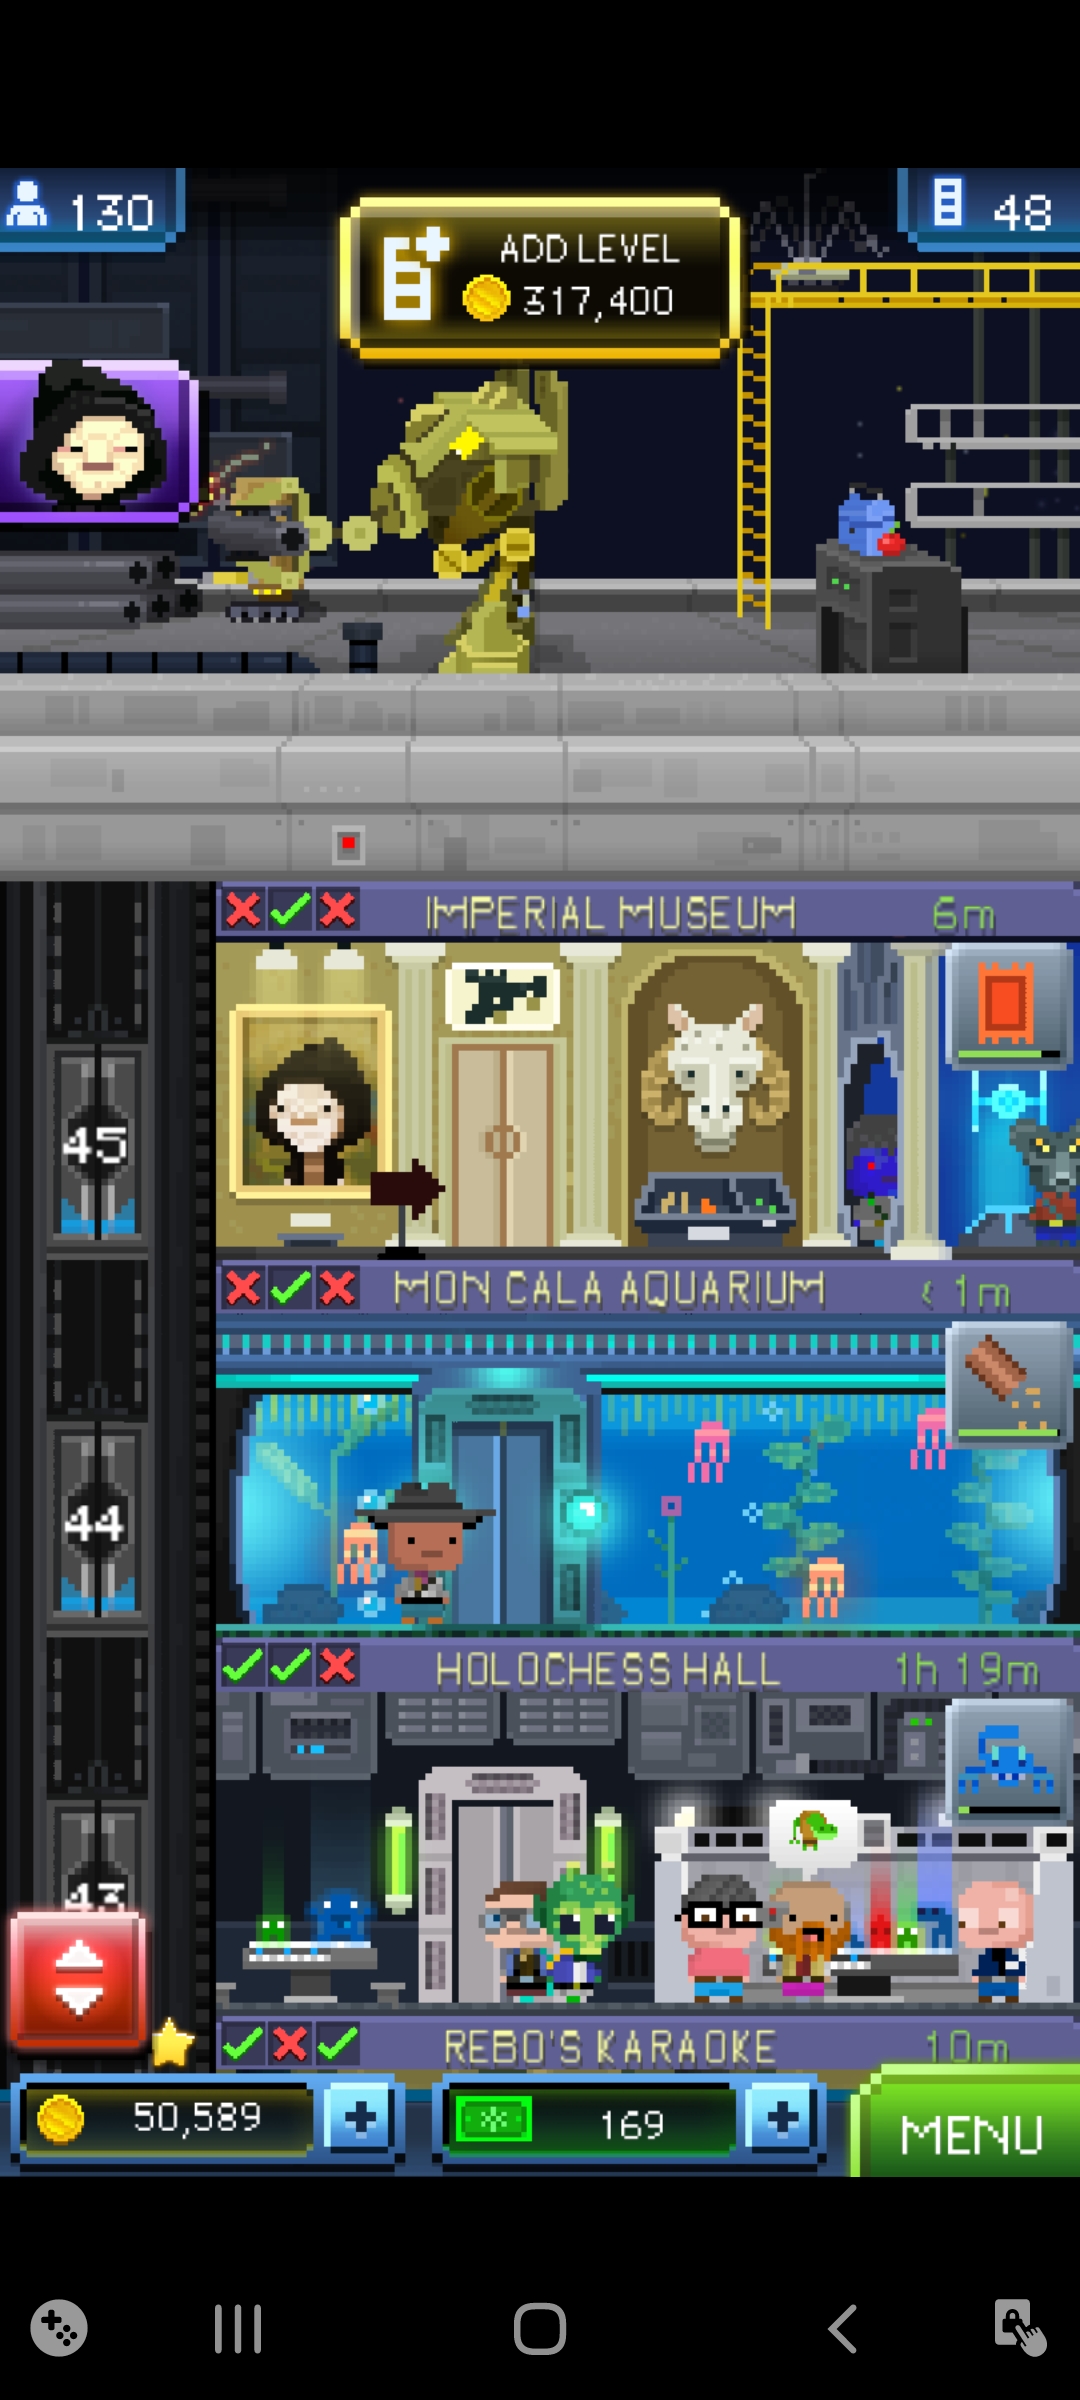 130
ADD LEVEL
317,400
48
IMPERIAL MUSEUM 6m
45
MON CALA AQUARIUM < 1m
44
HOLOCHESS HALL 1h 19m
43
REBO'S KARAOKE 10m
50,589
169
MENU